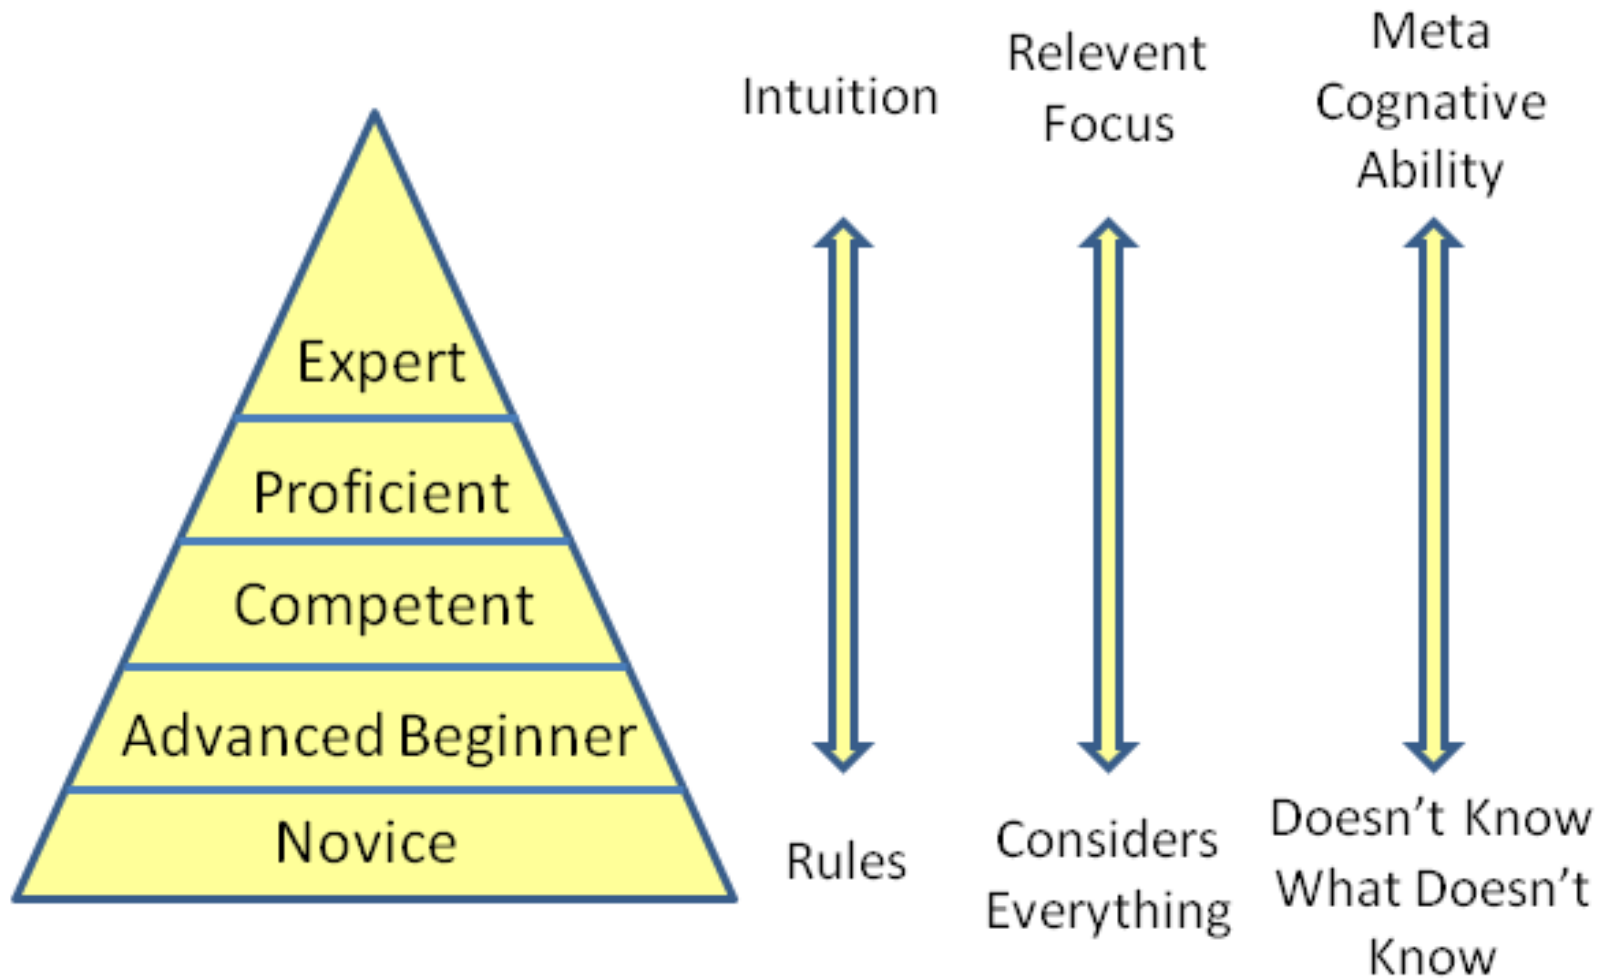 Expert
Proficient
Competent
Advanced Beginner
Novice
Intuition
Rules
Relevent
Focus
Considers
Everything
Meta
Cognative
Ability
Doesn't Know
What Doesn't
Know